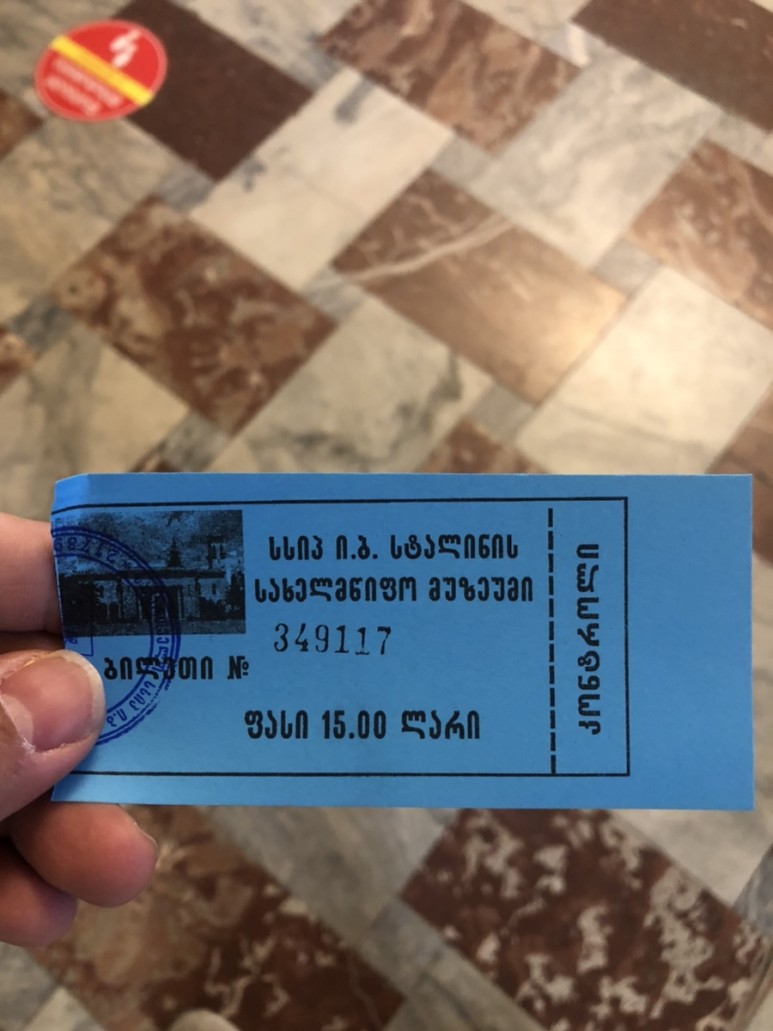 სსიპ ი.ბ. სტალინის
სახელმწიფო მუზეუმი
349117
ბილეთი №
ფასი 15.00 ლარი
კონტროლი